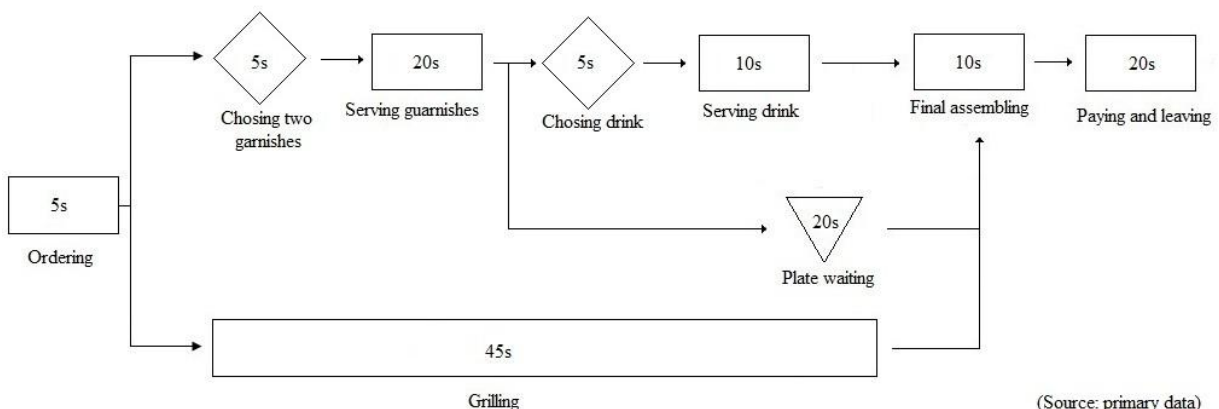 5s
Chosing two
garnishes
20s
Serving guarnishes
5s
Chosing drink
10s
Serving drink
10s
Final assembling
20s
Paying and leaving
5s
Ordering
20s
Plate waiting
45s
Grilling
(Source: primary data)